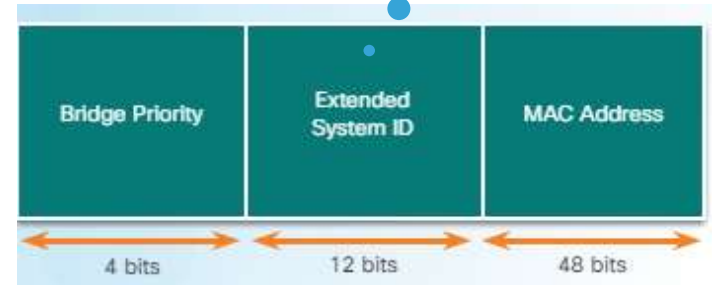 Bridge Priority
Extended
System ID
MAC Address
4 bits
12 bits
48 bits